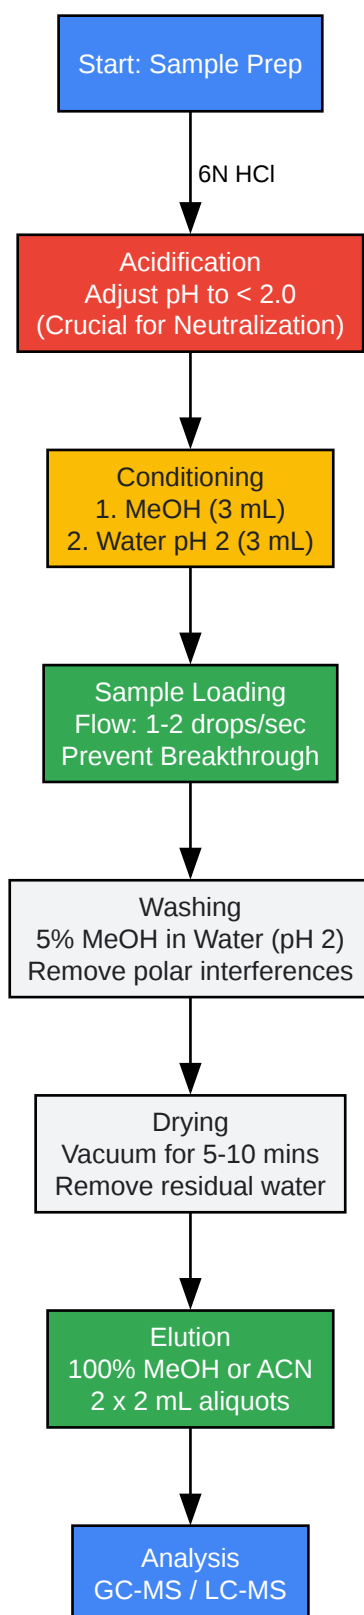 Start: Sample Prep
6N HCl
Acidification
Adjust pH to < 2.0
(Crucial for Neutralization)
Conditioning
1. MeOH (3 mL)
2. Water pH 2 (3 mL)
Sample Loading
Flow: 1-2 drops/sec
Prevent Breakthrough
Washing
5% MeOH in Water (pH 2)
Remove polar interferences
Drying
Vacuum for 5-10 mins
Remove residual water
Elution
100% MeOH or ACN
2 x 2 mL aliquots
Analysis
GC-MS / LC-MS